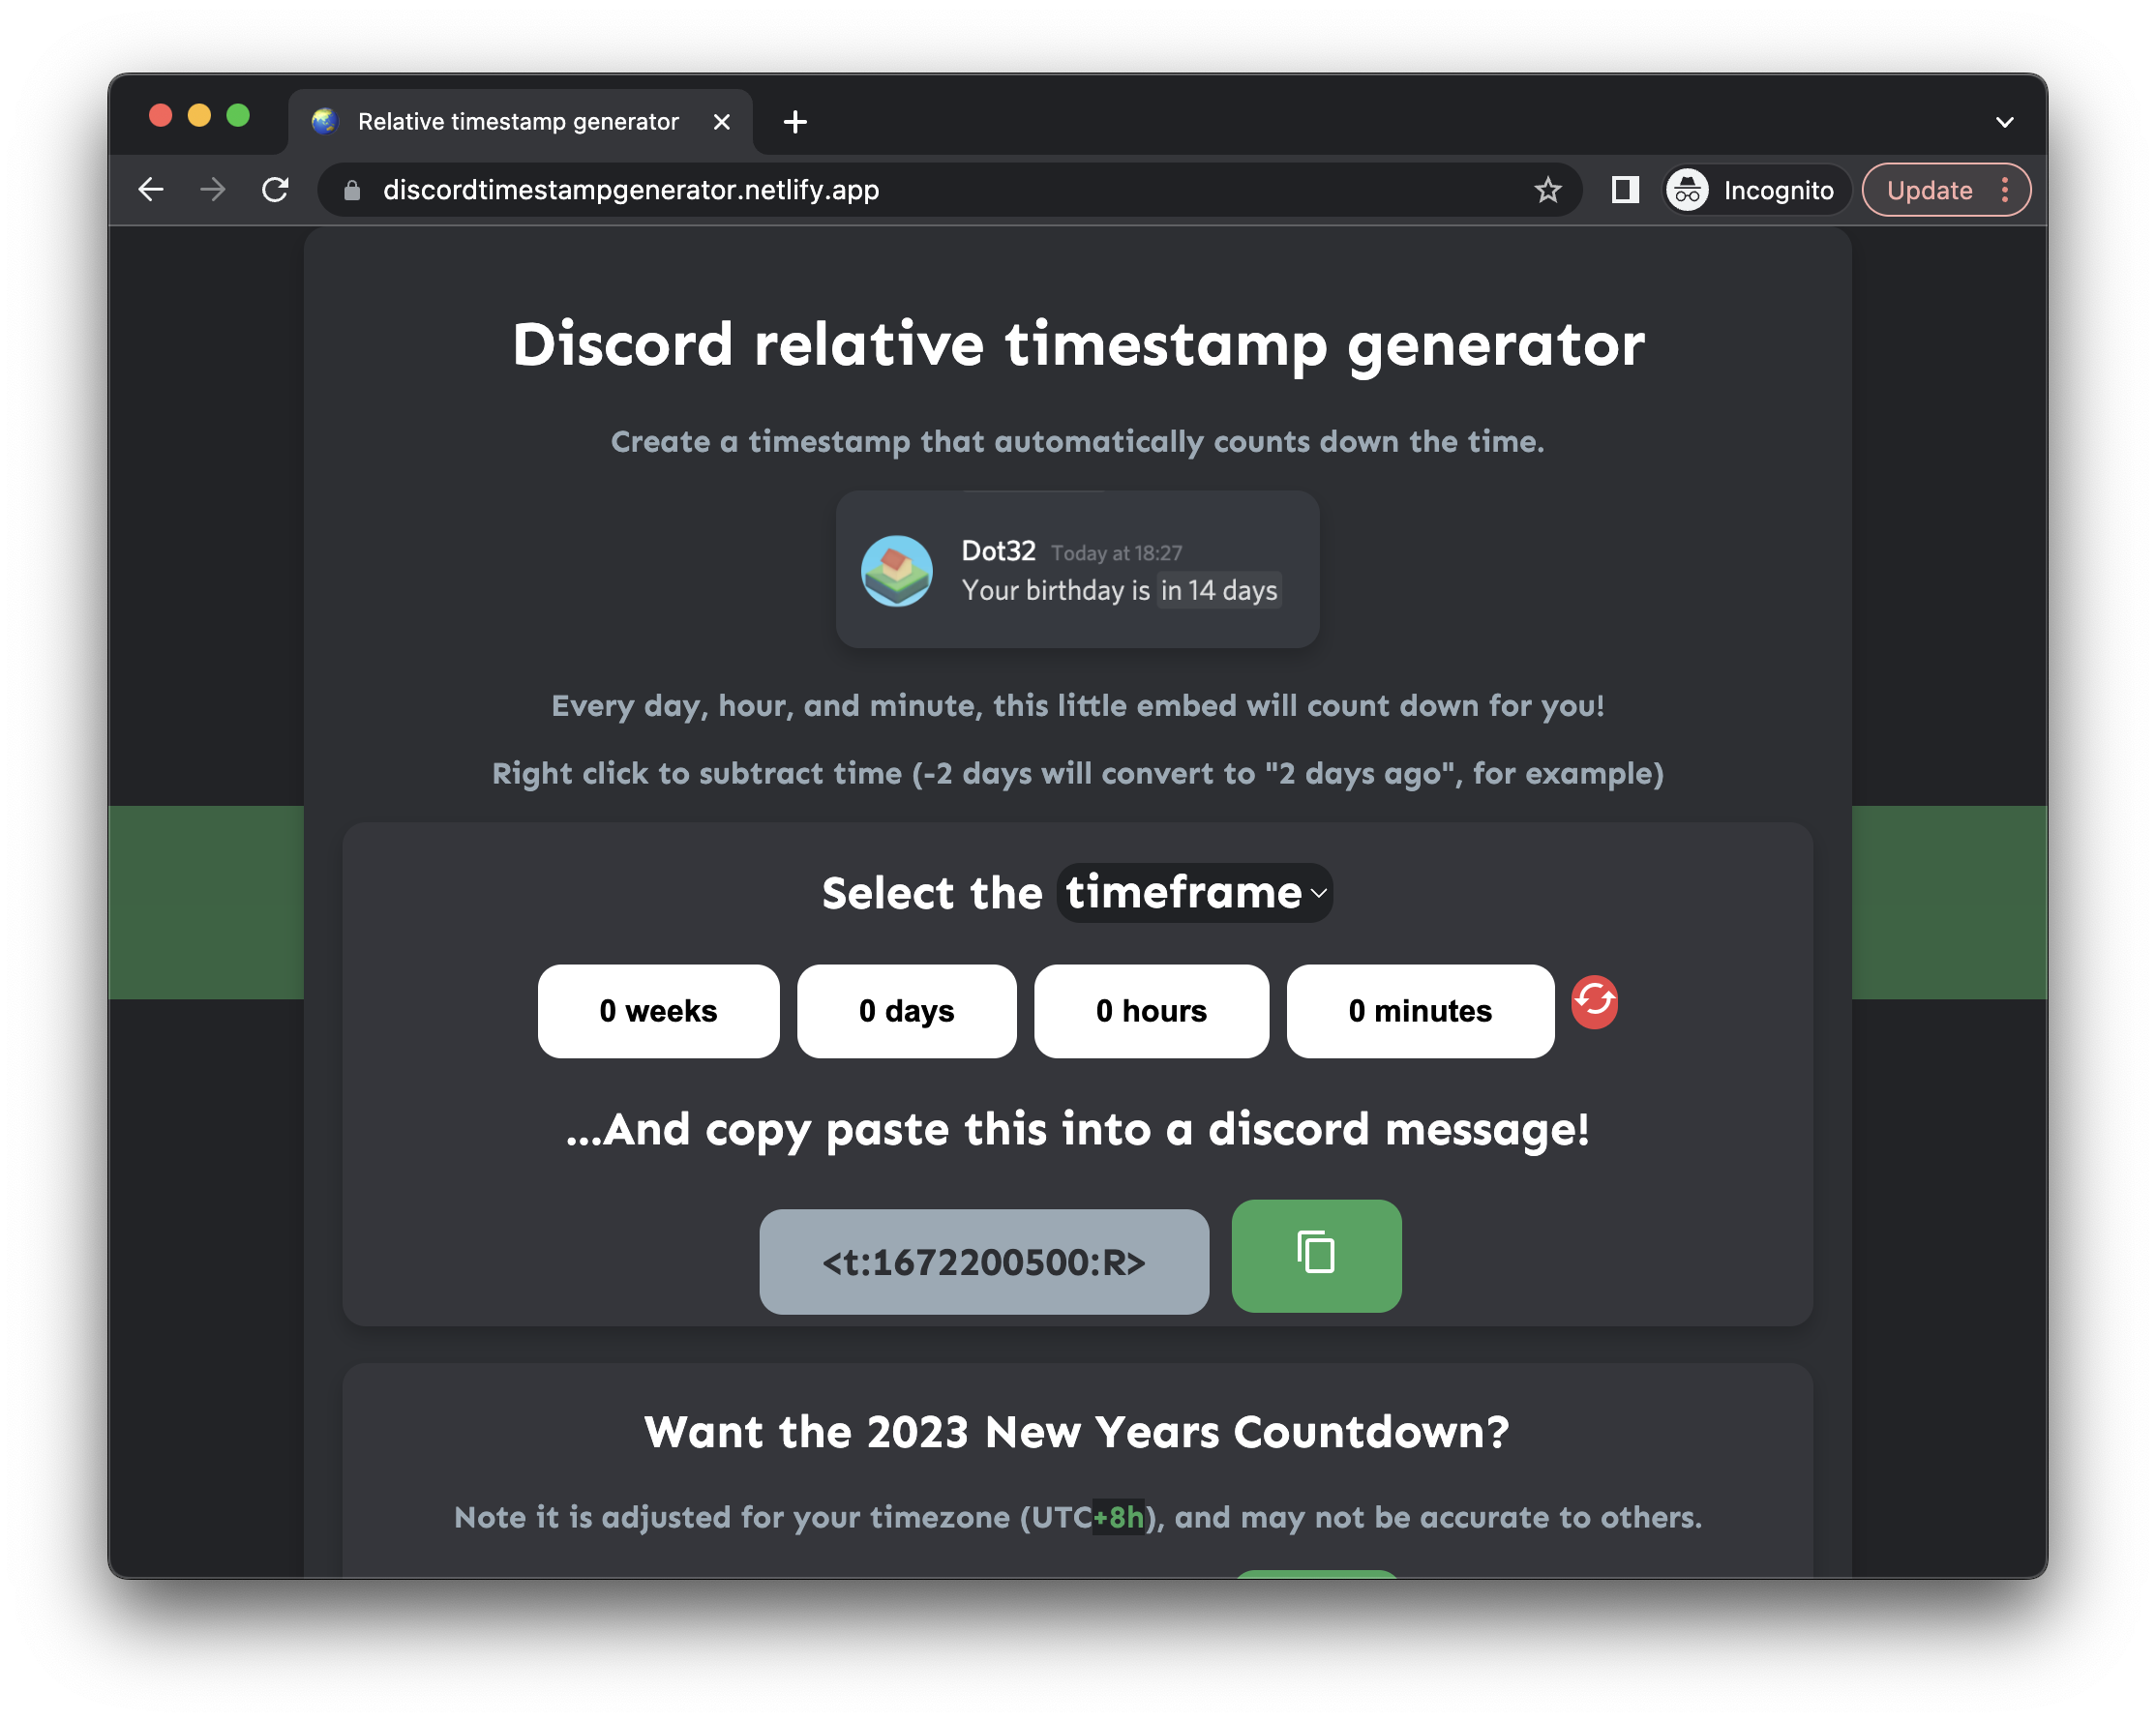 Relative timestamp generator
discordtimestampgenerator.netlify.app
Incognito
Update
Discord relative timestamp generator
Create a timestamp that automatically counts down the time.
Dot32 Today at 18:27
Your birthday is in 14 days
Every day, hour, and minute, this little embed will count down for you!
Right click to subtract time (-2 days will convert to "2 days ago", for example)
Select the timeframe
0 weeks
0 days
0 hours
0 minutes
...And copy paste this into a discord message!
<t:1672200500:R>
Want the 2023 New Years Countdown?
Note it is adjusted for your timezone (UTC+8h), and may not be accurate to others.